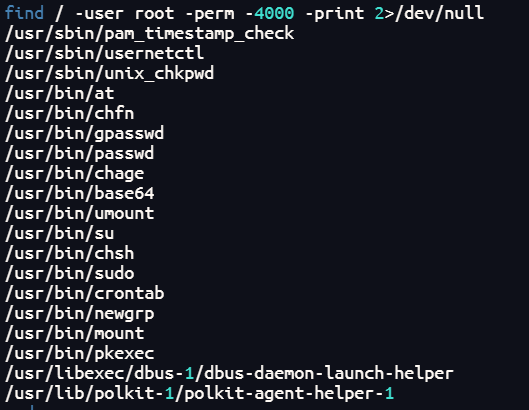 find / -user root -perm -4000 -print 2>/dev/null
/usr/sbin/pam_timestamp_check
/usr/sbin/usernetctl
/usr/sbin/unix_chkpwd
/usr/bin/at
/usr/bin/chfn
/usr/bin/gpasswd
/usr/bin/passwd
/usr/bin/chage
/usr/bin/base64
/usr/bin/umount
/usr/bin/su
/usr/bin/chsh
/usr/bin/sudo
/usr/bin/crontab
/usr/bin/newgrp
/usr/bin/mount
/usr/bin/pkexec
/usr/libexec/dbus-1/dbus-daemon-launch-helper
/usr/lib/polkit-1/polkit-agent-helper-1